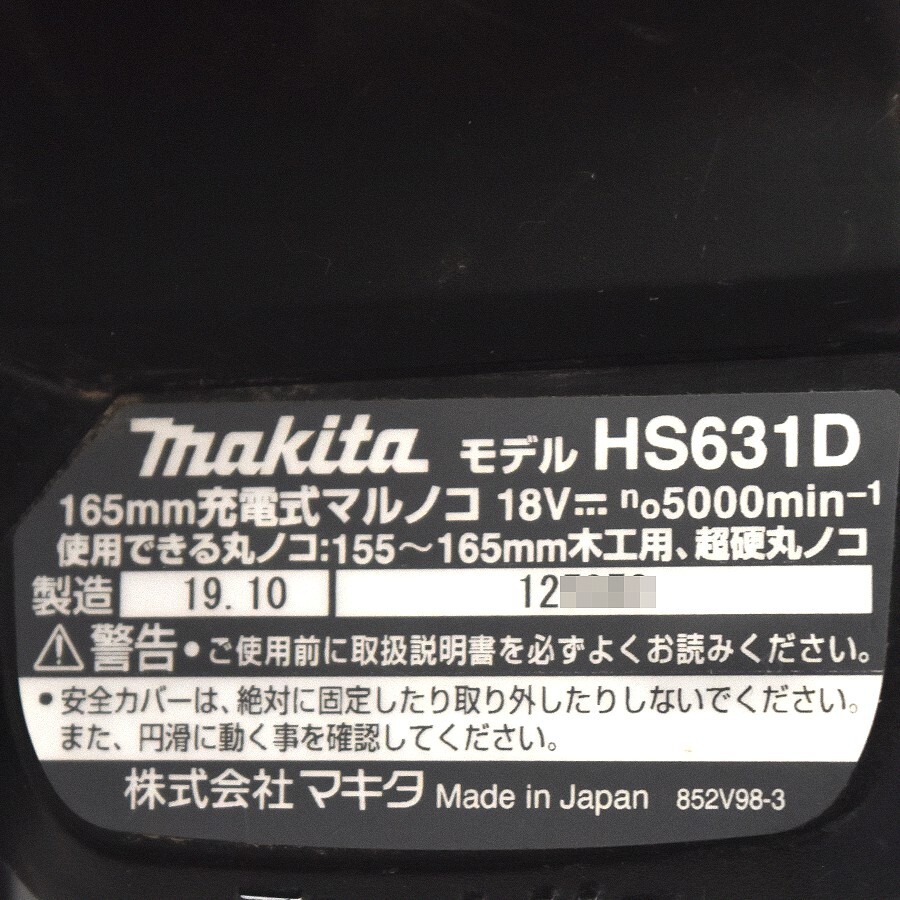 makita モデル HS631D
165mm充電式マルノコ 18V⎓ n₀5000min⁻¹
使用できる丸ノコ:155～165mm木工用、超硬丸ノコ
製造 19.10 12
⚠警告 •ご使用前に取扱説明書を必ずよくお読みください。
•安全カバーは、絶対に固定したり取り外したりしないでください。
また、円滑に動く事を確認してください。
株式会社マキタ Made in Japan 852V98-3